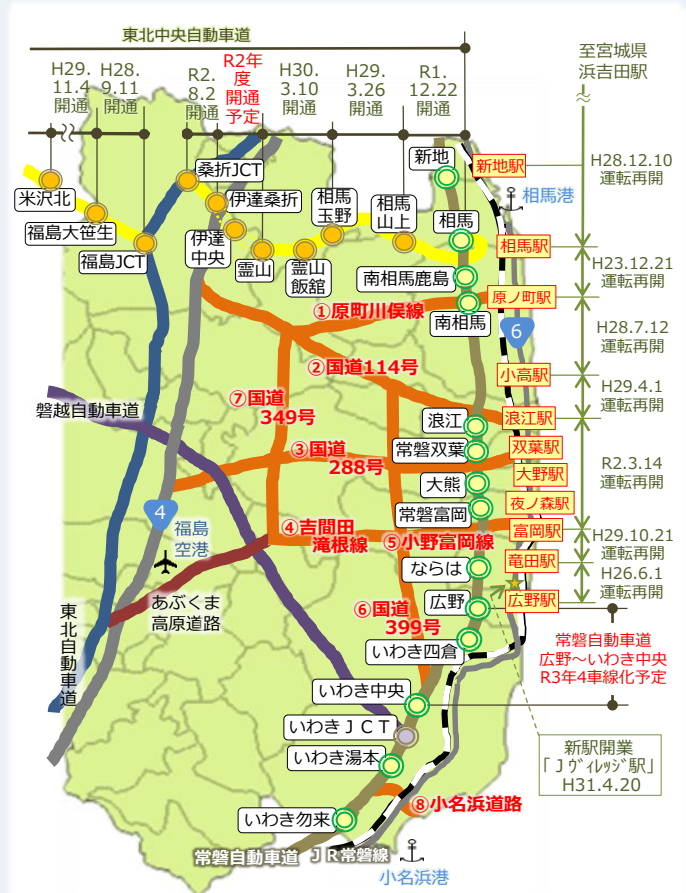 東北中央自動車道
H29.
11.4
開通
H28.
9.11
開通
R2.
8.2
開通
R2年
度
開通
予定
H30.
3.10
開通
H29.
3.26
開通
R1.
12.22
開通
至宮城県
浜吉田駅
新地
新地駅
H28.12.10
運転再開
相馬港
米沢北
福島大笹生
福島JCT
桑折JCT
伊達桑折
伊達
中央
霊山
霊山
飯舘
相馬
玉野
相馬
山上
相馬
相馬駅
H23.12.21
運転再開
南相馬鹿島
原ノ町駅
南相馬
①原町川俣線
6
H28.7.12
運転再開
②国道114号
小高駅
⑦国道
349号
H29.4.1
運転再開
磐越自動車道
浪江
浪江駅
常磐双葉
双葉駅
③国道
288号
大野駅
大熊
R2.3.14
運転再開
夜ノ森駅
常磐富岡
4
福島
空港
④吉間田
滝根線
⑤小野富岡線
富岡駅
H29.10.21
運転再開
竜田駅
ならは
H26.6.1
運転再開
あぶくま
高原道路
⑥国道
399号
広野
広野駅
東北自動車道
いわき四倉
常磐自動車道
広野～いわき中央
R3年4車線化予定
いわき中央
いわきJCT
いわき湯本
新駅開業
「Jヴィレッジ駅」
H31.4.20
⑧小名浜道路
いわき勿来
常磐自動車道
JR常磐線
小名浜港